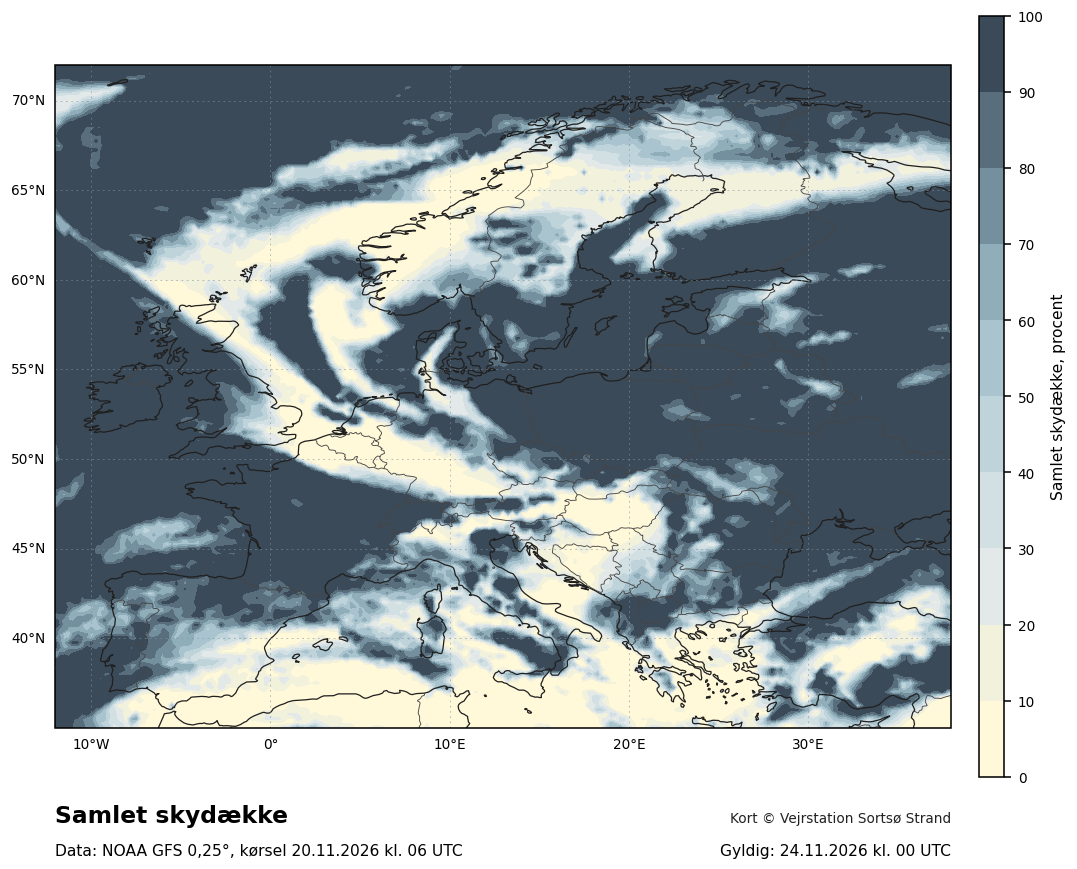 100
90
80
70
60
50
40
30
20
10
0
Samlet skydække, procent
70°N
65°N
60°N
55°N
50°N
45°N
40°N
10°W
0°
10°E
20°E
30°E
Samlet skydække
Kort © Vejrstation Sortsø Strand
Data: NOAA GFS 0,25°, kørsel 20.11.2026 kl. 06 UTC
Gyldig: 24.11.2026 kl. 00 UTC